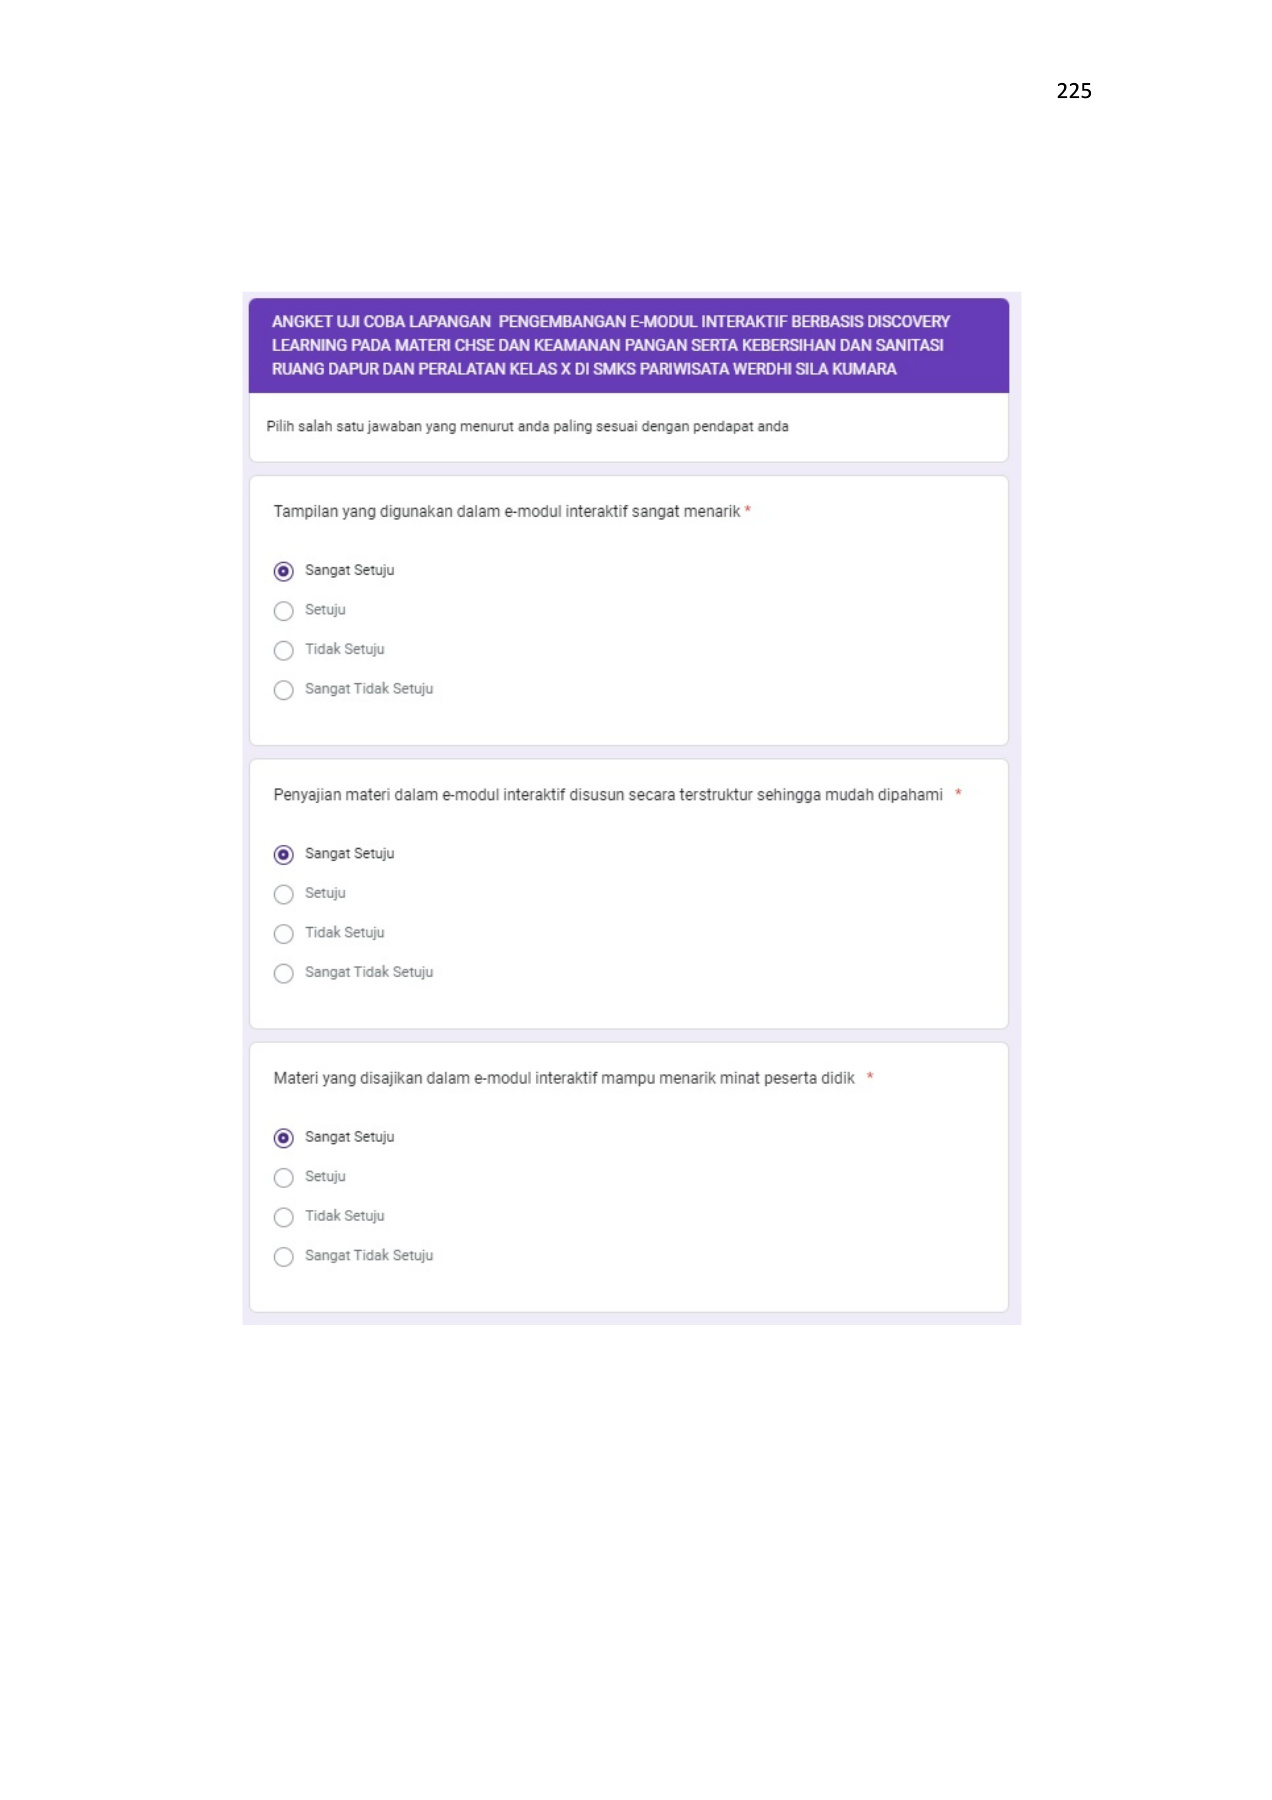 225
ANGKET UJI COBA LAPANGAN PENGEMBANGAN E-MODUL INTERAKTIF BERBASIS DISCOVERY
LEARNING PADA MATERI CHSE DAN KEAMANAN PANGAN SERTA KEBERSIHAN DAN SANITASI
RUANG DAPUR DAN PERALATAN KELAS X DI SMKS PARIWISATA WERDHI SILA KUMARA
Pilih salah satu jawaban yang menurut anda paling sesuai dengan pendapat anda
Tampilan yang digunakan dalam e-modul interaktif sangat menarik *
Sangat Setuju
Setuju
Tidak Setuju
Sangat Tidak Setuju
Penyajian materi dalam e-modul interaktif disusun secara terstruktur sehingga mudah dipahami *
Sangat Setuju
Setuju
Tidak Setuju
Sangat Tidak Setuju
Materi yang disajikan dalam e-modul interaktif mampu menarik minat peserta didik *
Sangat Setuju
Setuju
Tidak Setuju
Sangat Tidak Setuju